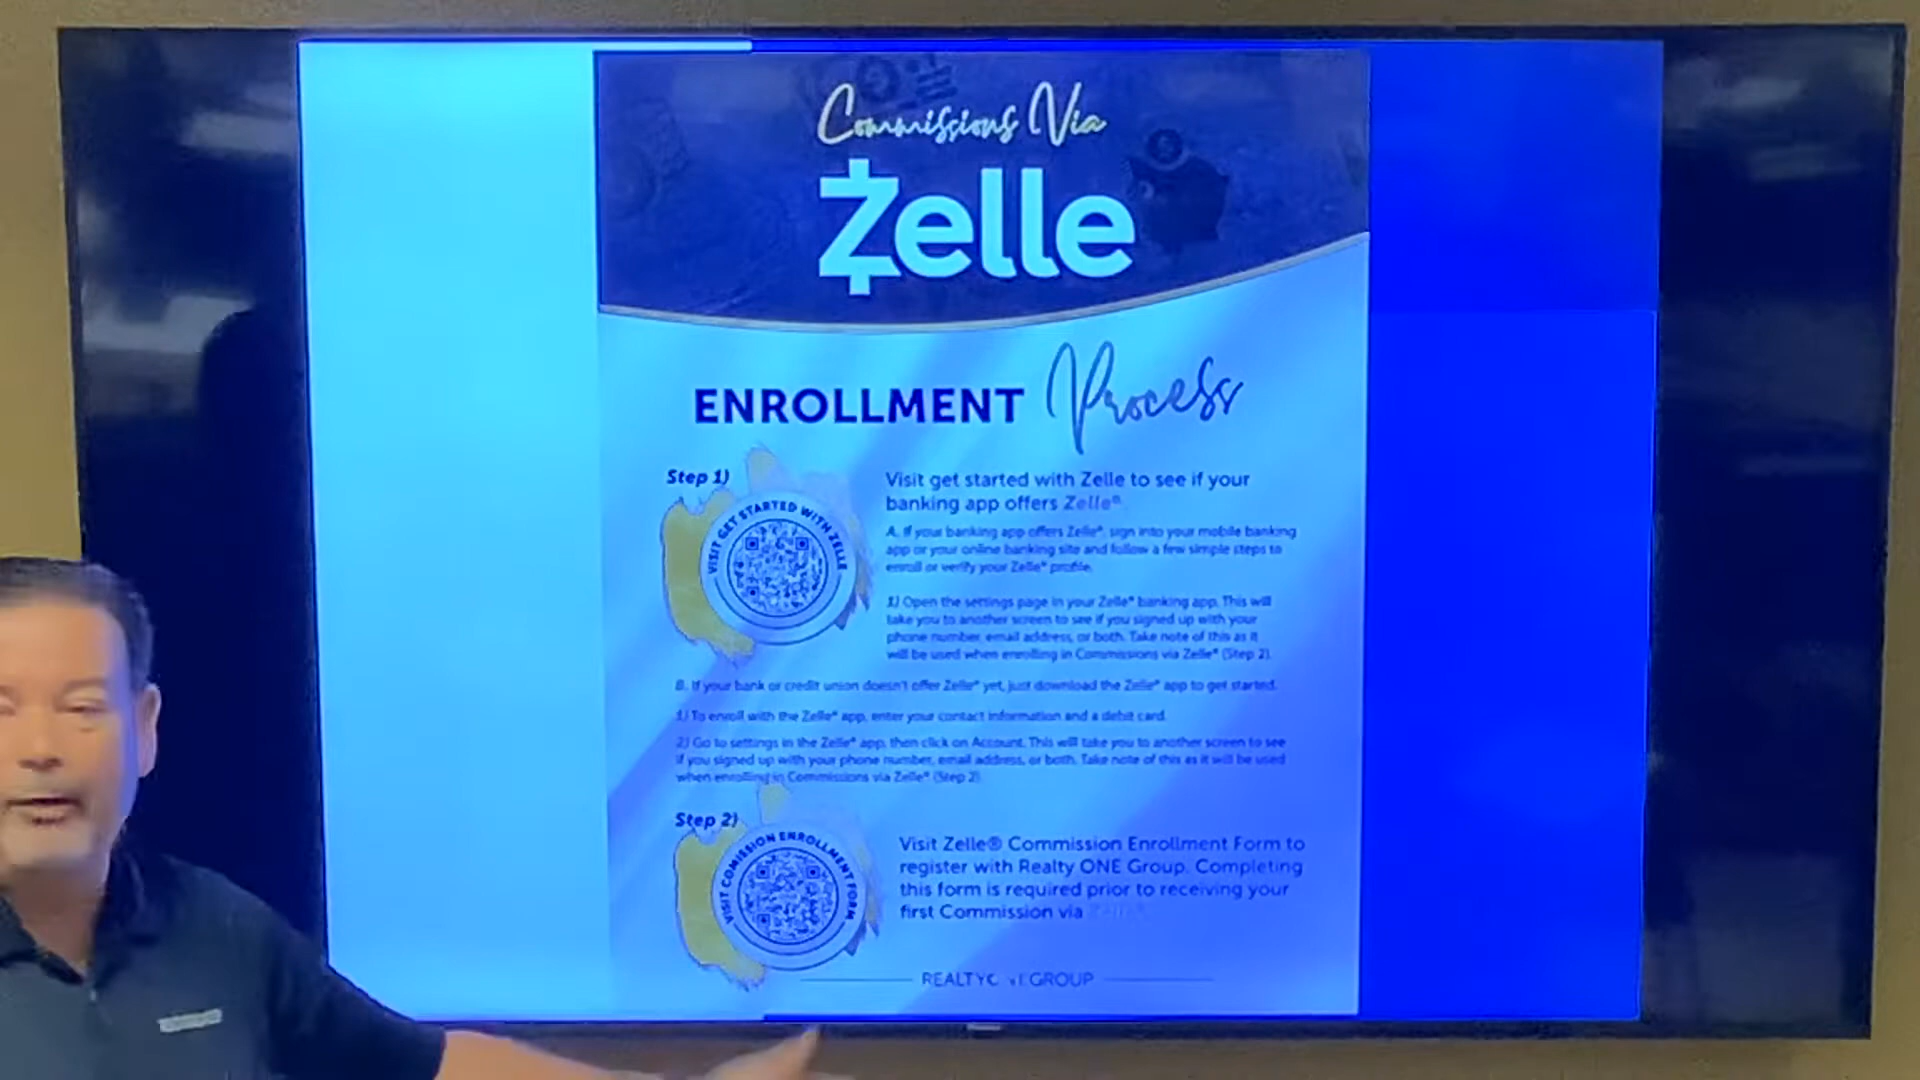 Commissions Via
Zelle
ENROLLMENT Process
Step 1)
VISIT GET STARTED WITH ZELLE
Visit get started with Zelle to see if your
banking app offers Zelle®.
A. If your banking app offers Zelle®, sign into your mobile banking
app or your online banking site and follow a few simple steps to
enroll or verify your Zelle® profile.
1) Open the settings page in your Zelle® banking app. This will
take you to another screen to see if you signed up with your
phone number, email address, or both. Take note of this as it
will be used when enrolling in Commissions via Zelle® (Step 2).
B. If your bank or credit union doesn't offer Zelle® yet, just download the Zelle® app to get started.
1) To enroll with the Zelle® app, enter your contact information and a debit card.
2) Go to settings in the Zelle® app, then click on Account. This will take you to another screen to see
if you signed up with your phone number, email address, or both. Take note of this as it will be used
when enrolling in Commissions via Zelle® (Step 2).
Step 2)
VISIT COMISSION ENROLLMENT FORM
Visit Zelle® Commission Enrollment Form to
register with Realty ONE Group. Completing
this form is required prior to receiving your
first Commission via
REALTY GROUP